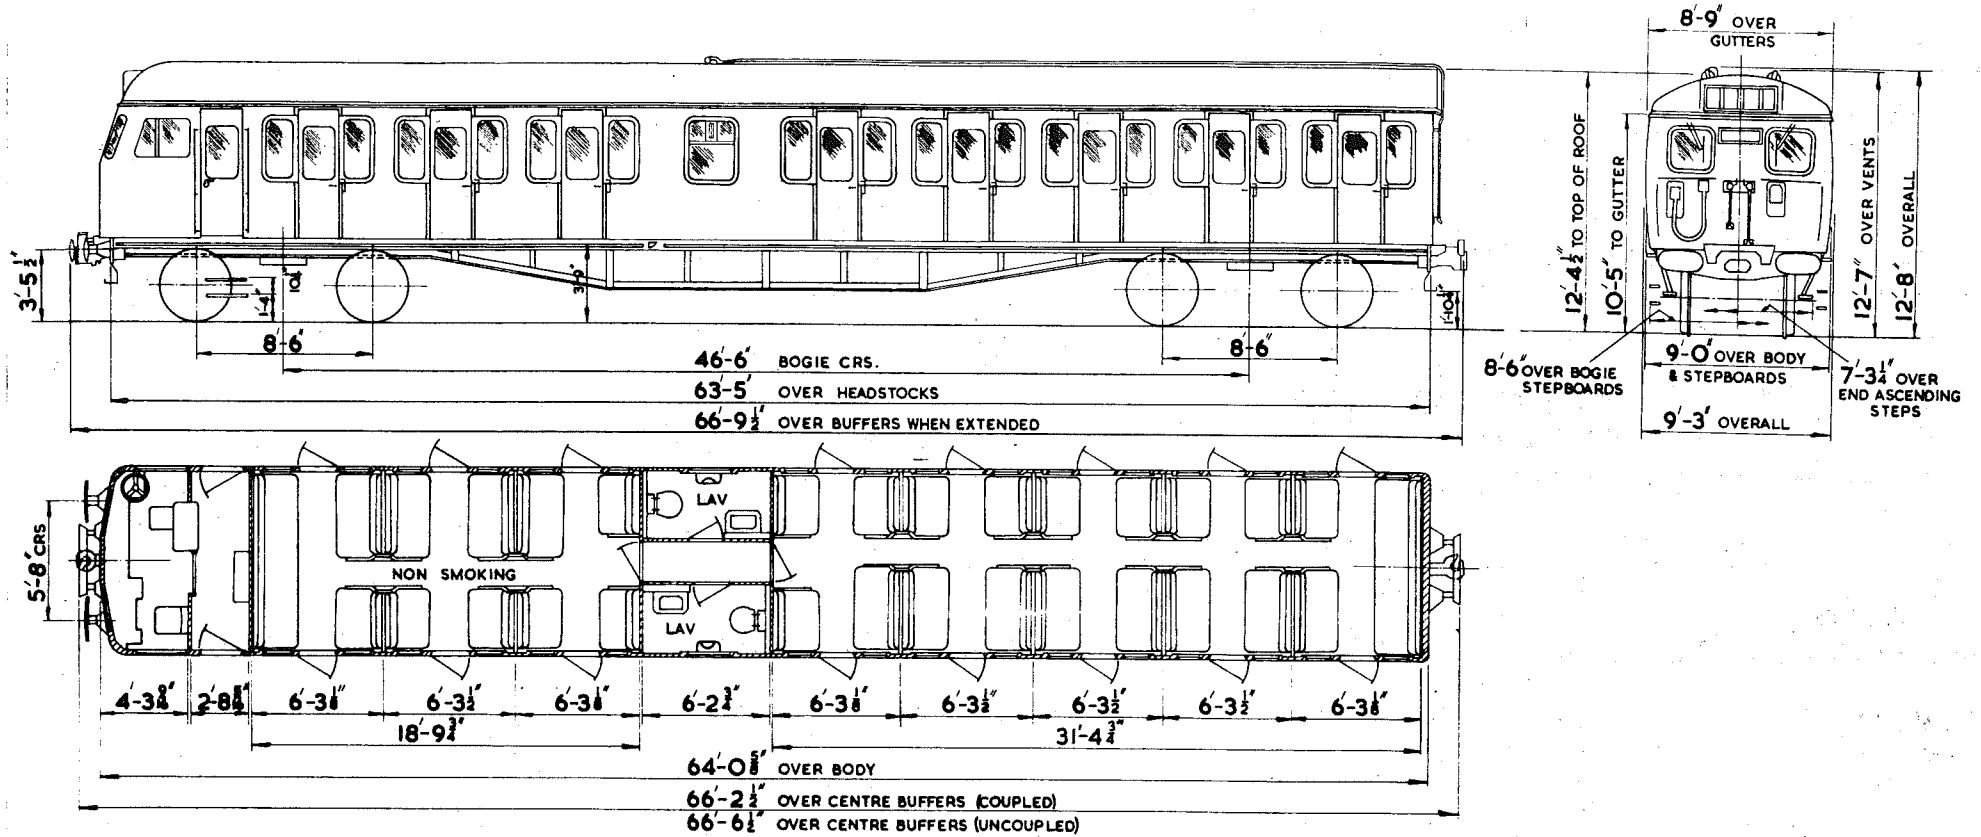 8'-9" OVER
GUTTERS
3'-5½"
1'-4"
10¼"
3'-9"
1'-10½"
8'-6"
8'-6"
46'-6" BOGIE CRS.
63'-5" OVER HEADSTOCKS
66'-9½" OVER BUFFERS WHEN EXTENDED
12'-4½" TO TOP OF ROOF
10'-5" TO GUTTER
12'-7" OVER VENTS
12'-8" OVERALL
8'-6" OVER BOGIE
STEPBOARDS
9'-0" OVER BODY
& STEPBOARDS
7'-3¼" OVER
END ASCENDING
STEPS
9'-3" OVERALL
5'-8" CRS
NON SMOKING
LAV
LAV
6'-3⅛"
6'-3½"
6'-3⅛"
6'-2¾"
6'-3⅛"
6'-3½"
6'-3½"
6'-3½"
6'-3⅛"
18'-9¾"
31'-4¾"
64'-0⅝" OVER BODY
66'-2½" OVER CENTRE BUFFERS (COUPLED)
66'-6½" OVER CENTRE BUFFERS (UNCOUPLED)